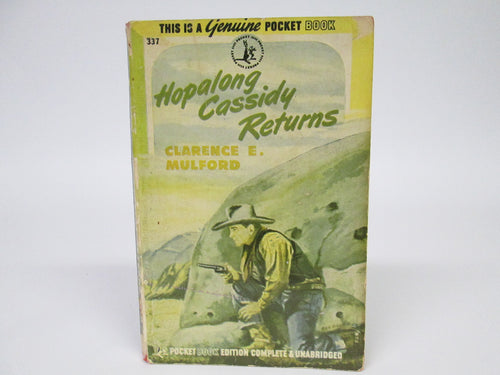 THIS IS A Genuine POCKET BOOK
337
Hopalong
Cassidy
Returns
CLARENCE E.
MULFORD
POCKET BOOK EDITION COMPLETE & UNABRIDGED